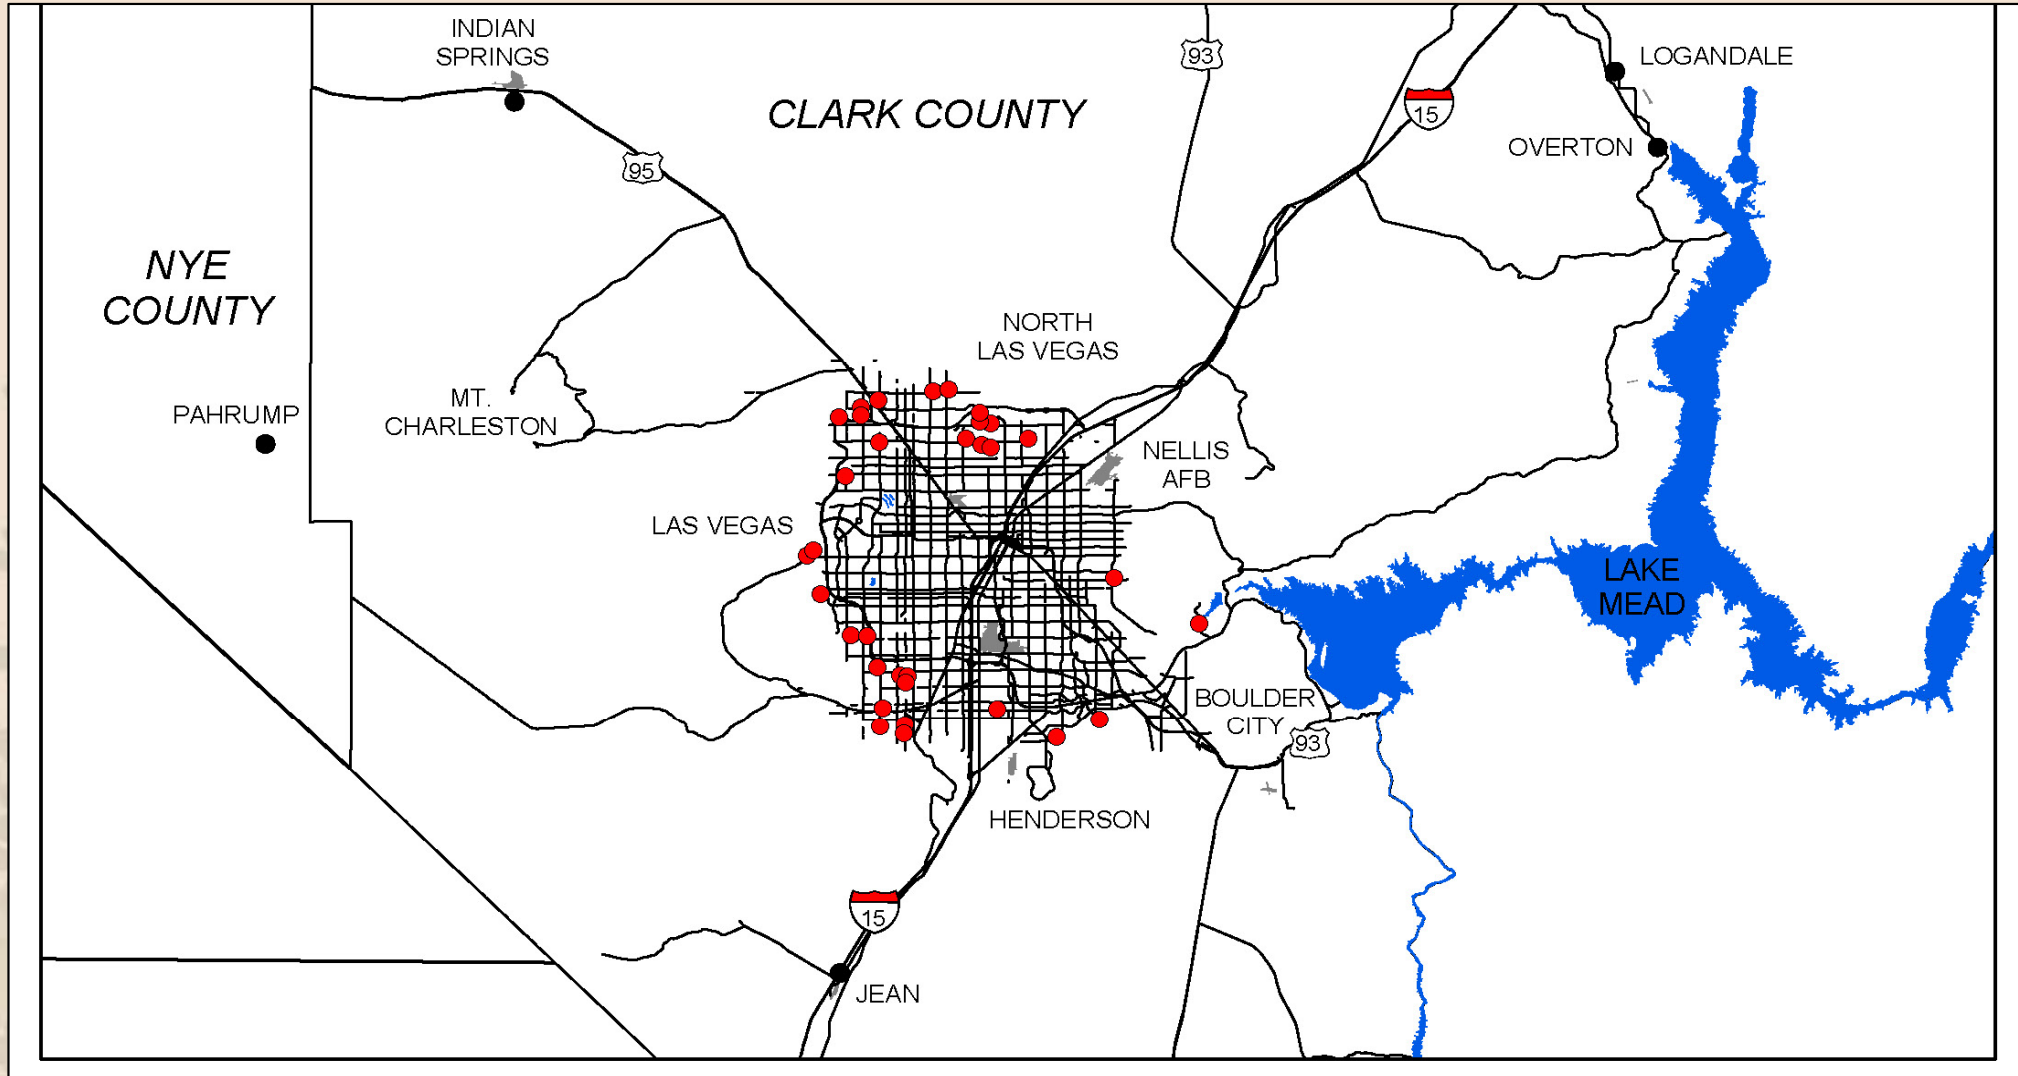 INDIAN
SPRINGS
93
LOGANDALE
CLARK COUNTY
15
OVERTON
95
NYE
COUNTY
NORTH
LAS VEGAS
MT.
CHARLESTON
PAHRUMP
NELLIS
AFB
LAS VEGAS
LAKE
MEAD
BOULDER
CITY
93
HENDERSON
15
JEAN